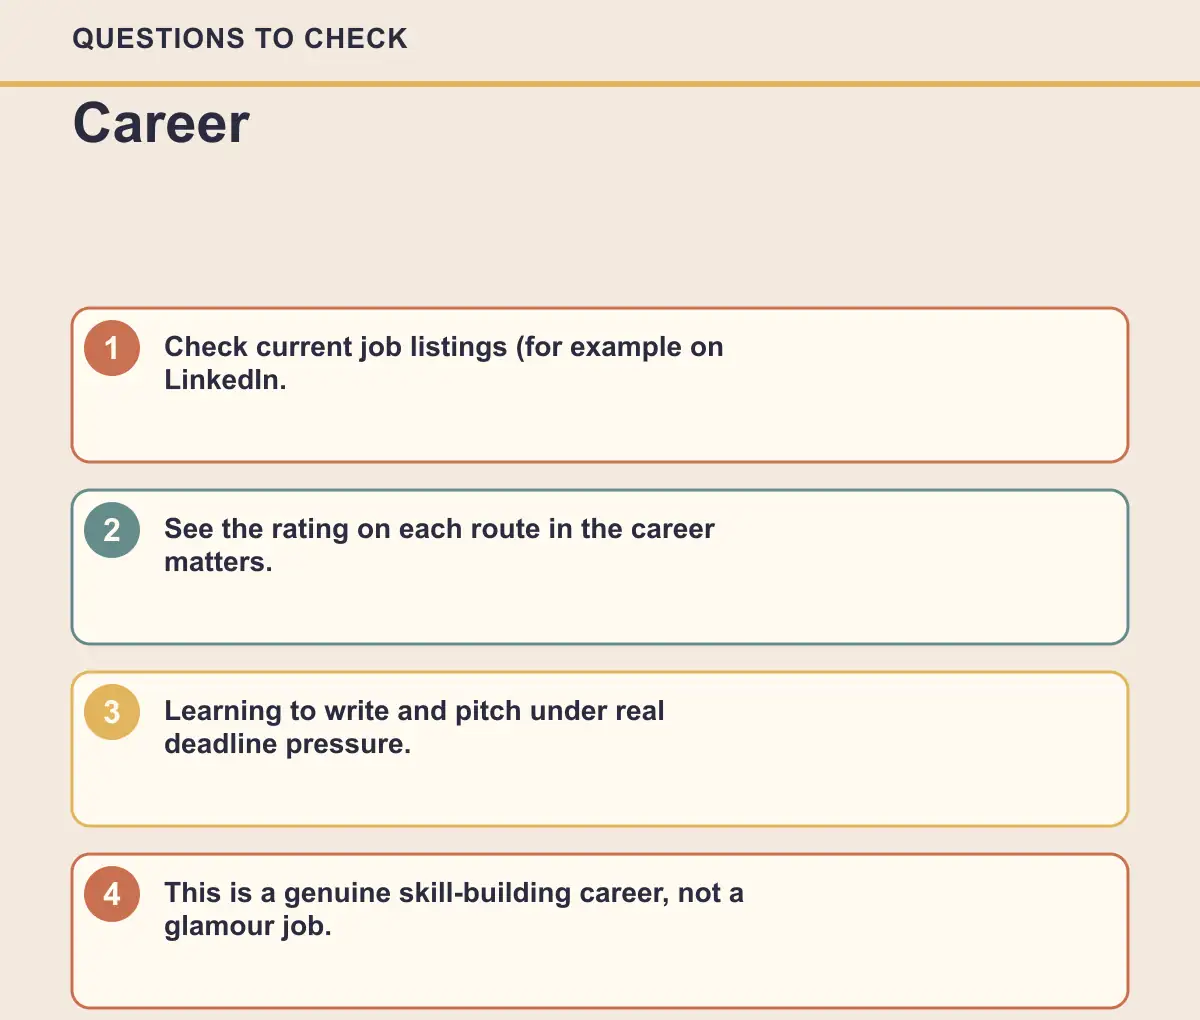 QUESTIONS TO CHECK
Career
1
Check current job listings (for example on
LinkedIn.
2
See the rating on each route in the career
matters.
3
Learning to write and pitch under real
deadline pressure.
4
This is a genuine skill-building career, not a
glamour job.